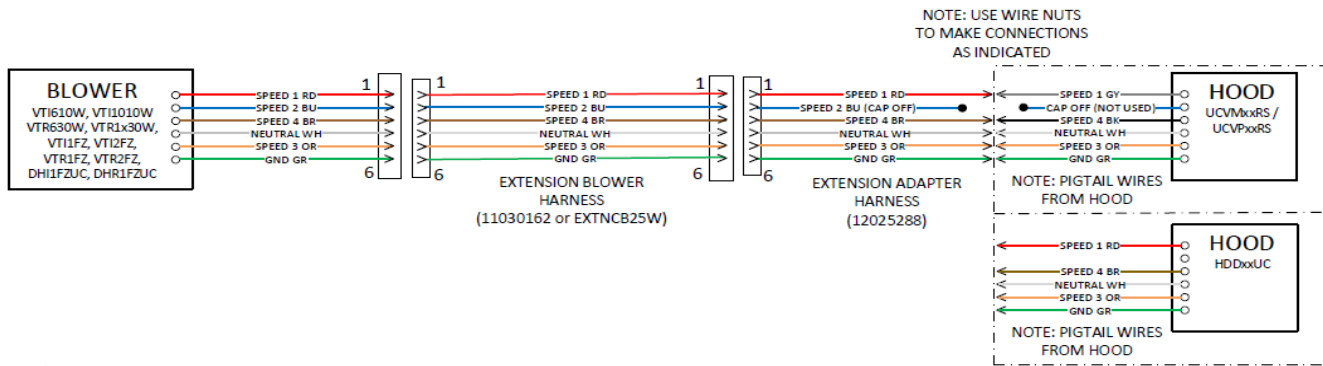 NOTE: USE WIRE NUTS
TO MAKE CONNECTIONS
AS INDICATED
BLOWER
VTI610W, VTI1010W
VTR630W, VTR1x30W,
VTI1FZ, VTI2FZ,
VTR1FZ, VTR2FZ,
DHI1FZUC, DHR1FZUC
SPEED 1 RD
SPEED 2 BU
SPEED 4 BR
NEUTRAL WH
SPEED 3 OR
GND GR
1
6
1
6
SPEED 1 RD
SPEED 2 BU
SPEED 4 BR
NEUTRAL WH
SPEED 3 OR
GND GR
EXTENSION BLOWER
HARNESS
(11030162 or EXTNCB25W)
1
6
1
6
SPEED 1 RD
SPEED 2 BU (CAP OFF)
SPEED 4 BR
NEUTRAL WH
SPEED 3 OR
GND GR
EXTENSION ADAPTER
HARNESS
(12025288)
SPEED 1 GY
CAP OFF (NOT USED)
SPEED 4 BK
NEUTRAL WH
SPEED 3 OR
GND GR
HOOD
UCVMxxRS /
UCVPxxRS
NOTE: PIGTAIL WIRES
FROM HOOD
SPEED 1 RD
SPEED 4 BR
NEUTRAL WH
SPEED 3 OR
GND GR
HOOD
HDDxxUC
NOTE: PIGTAIL WIRES
FROM HOOD